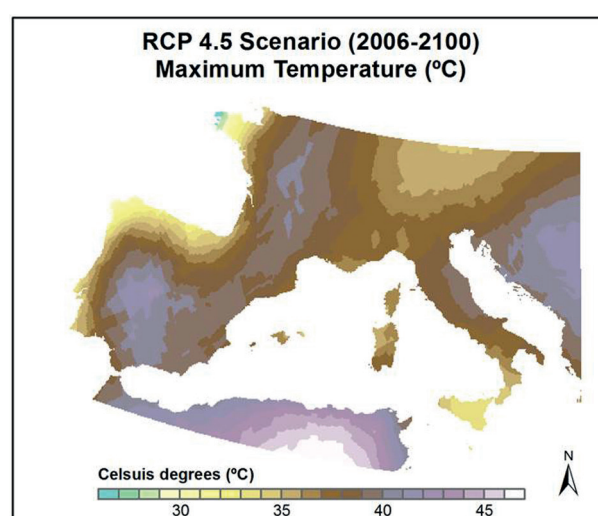 RCP 4.5 Scenario (2006-2100)
Maximum Temperature (ºC)
N
Celsuis degrees (ºC)
30 35 40 45